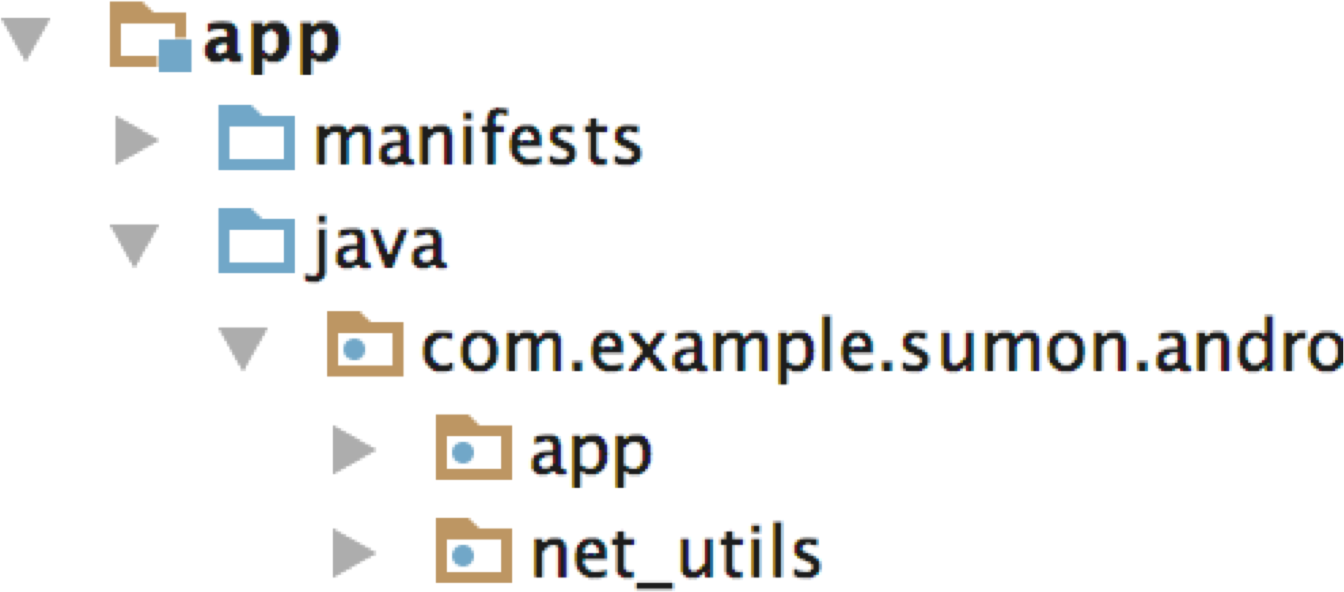 app
manifests
java
com.example.sumon.andro
app
net_utils